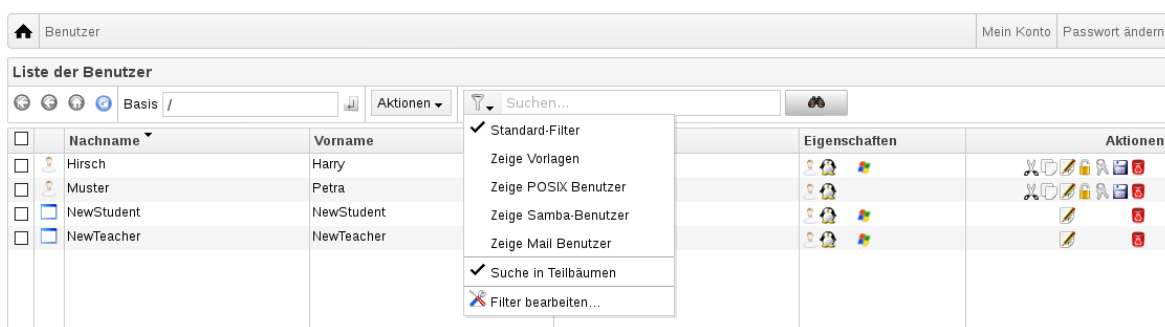 Benutzer Mein Konto Passwort ändern
Liste der Benutzer
Basis / Aktionen Suchen...
Nachname Vorname Eigenschaften Aktionen
Standard-Filter
Hirsch Harry
Zeige Vorlagen
Muster Petra
Zeige POSIX Benutzer
NewStudent NewStudent
Zeige Samba-Benutzer
NewTeacher NewTeacher
Zeige Mail Benutzer
Suche in Teilbäumen
Filter bearbeiten...